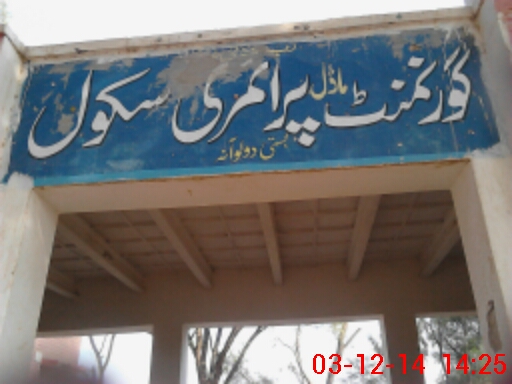 گورنمنٹ ماڈل پرائمری سکول
بستی دولوانہ
03-12-14 14:25